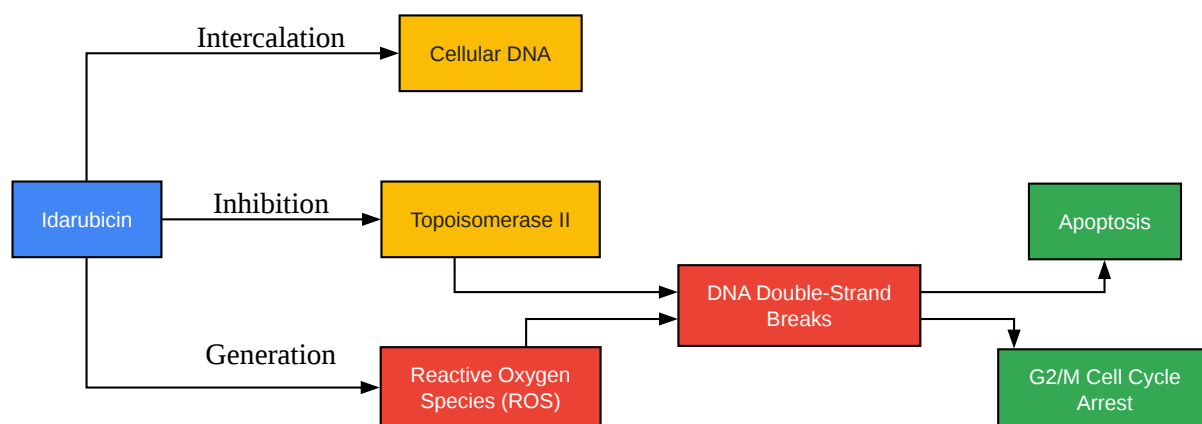 Intercalation
Cellular DNA
Idarubicin
Inhibition
Topoisomerase II
Apoptosis
DNA Double-Strand
Breaks
Generation
Reactive Oxygen
Species (ROS)
G2/M Cell Cycle
Arrest